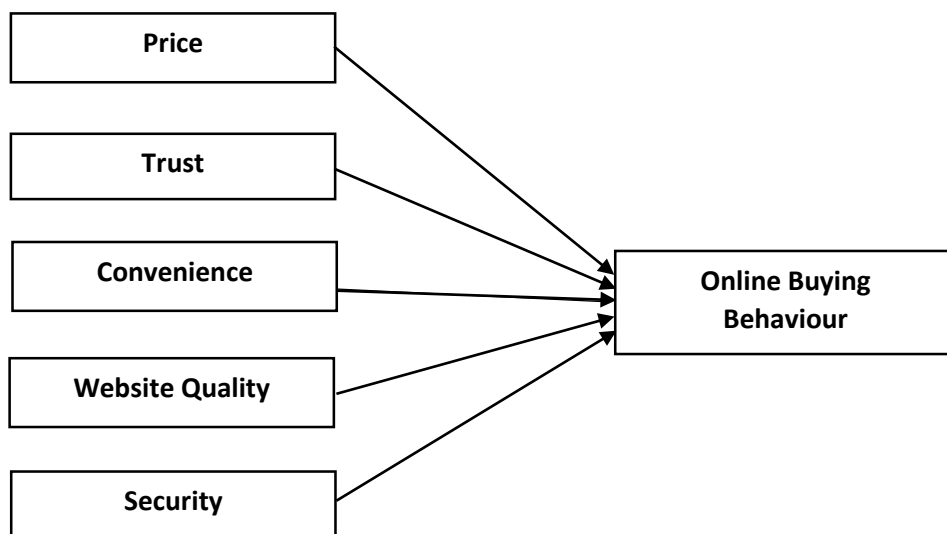 Price
Trust
Convenience
Website Quality
Security
Online Buying
Behaviour